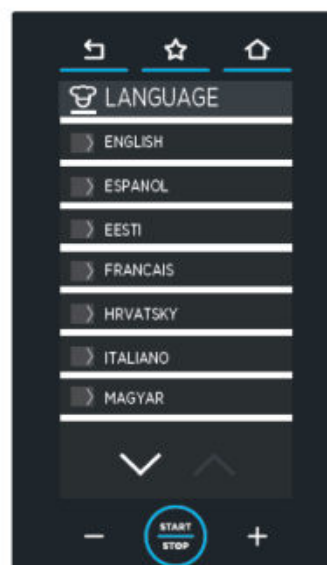 LANGUAGE
ENGLISH
ESPANOL
EESTI
FRANCAIS
HRVATSKY
ITALIANO
MAGYAR
START
STOP